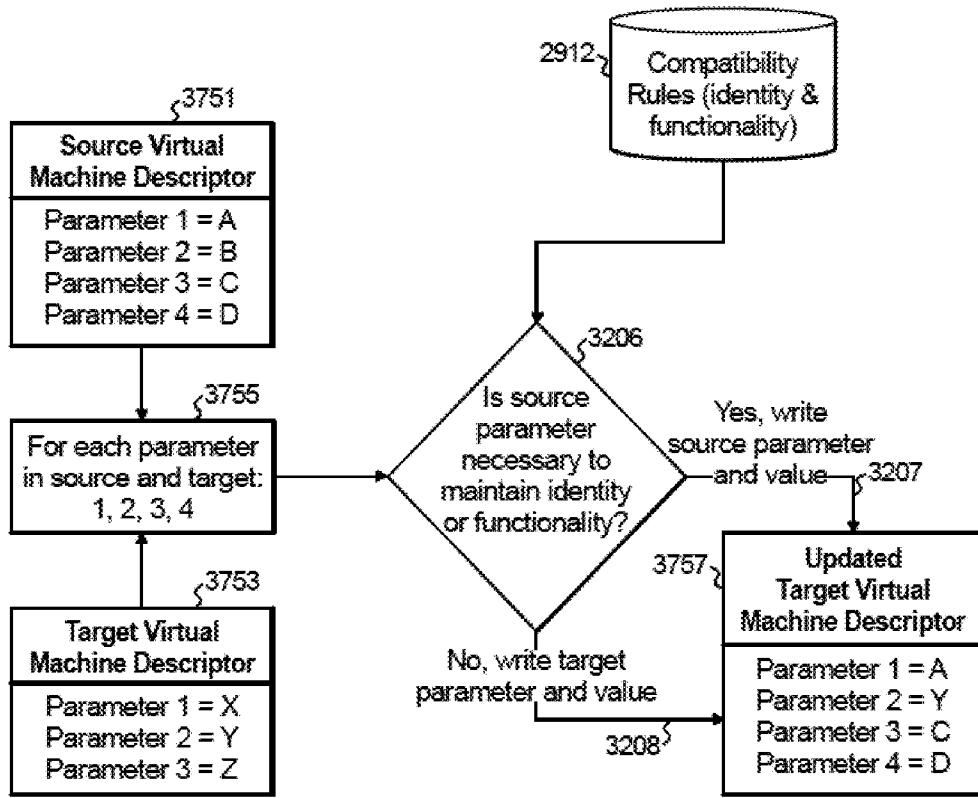 2912
Compatibility
Rules (identity &
functionality)
3751
Source Virtual
Machine Descriptor
Parameter 1 = A
Parameter 2 = B
Parameter 3 = C
Parameter 4 = D
3755
For each parameter
in source and target:
1, 2, 3, 4
3753
Target Virtual
Machine Descriptor
Parameter 1 = X
Parameter 2 = Y
Parameter 3 = Z
3206
Is source
parameter
necessary to
maintain identity
or functionality?
Yes, write
source parameter
and value
3207
No, write target
parameter and value
3208
3757
Updated
Target Virtual
Machine Descriptor
Parameter 1 = A
Parameter 2 = Y
Parameter 3 = C
Parameter 4 = D